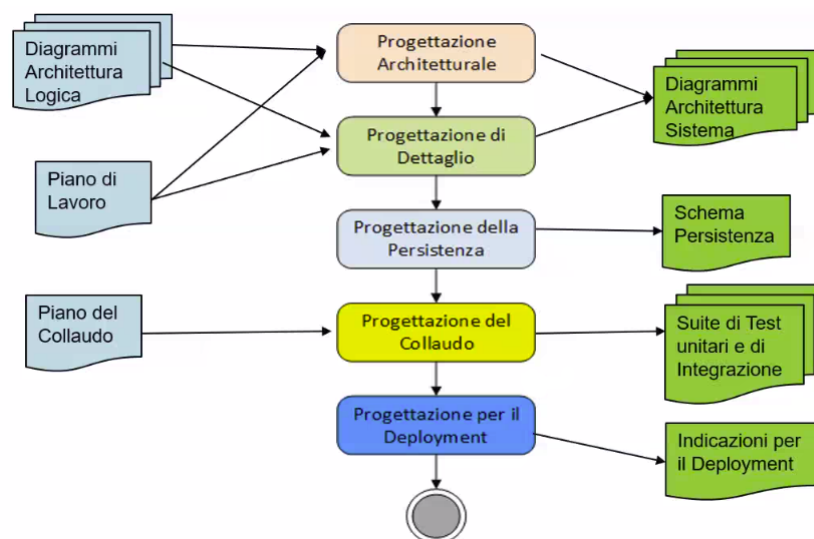 Diagrammi
Architettura
Logica
Progettazione
Architetturale
Diagrammi
Architettura
Sistema
Progettazione di
Dettaglio
Piano di
Lavoro
Progettazione della
Persistenza
Schema
Persistenza
Piano del
Collaudo
Progettazione del
Collaudo
Suite di Test
unitari e di
Integrazione
Progettazione per il
Deployment
Indicazioni per
il Deployment